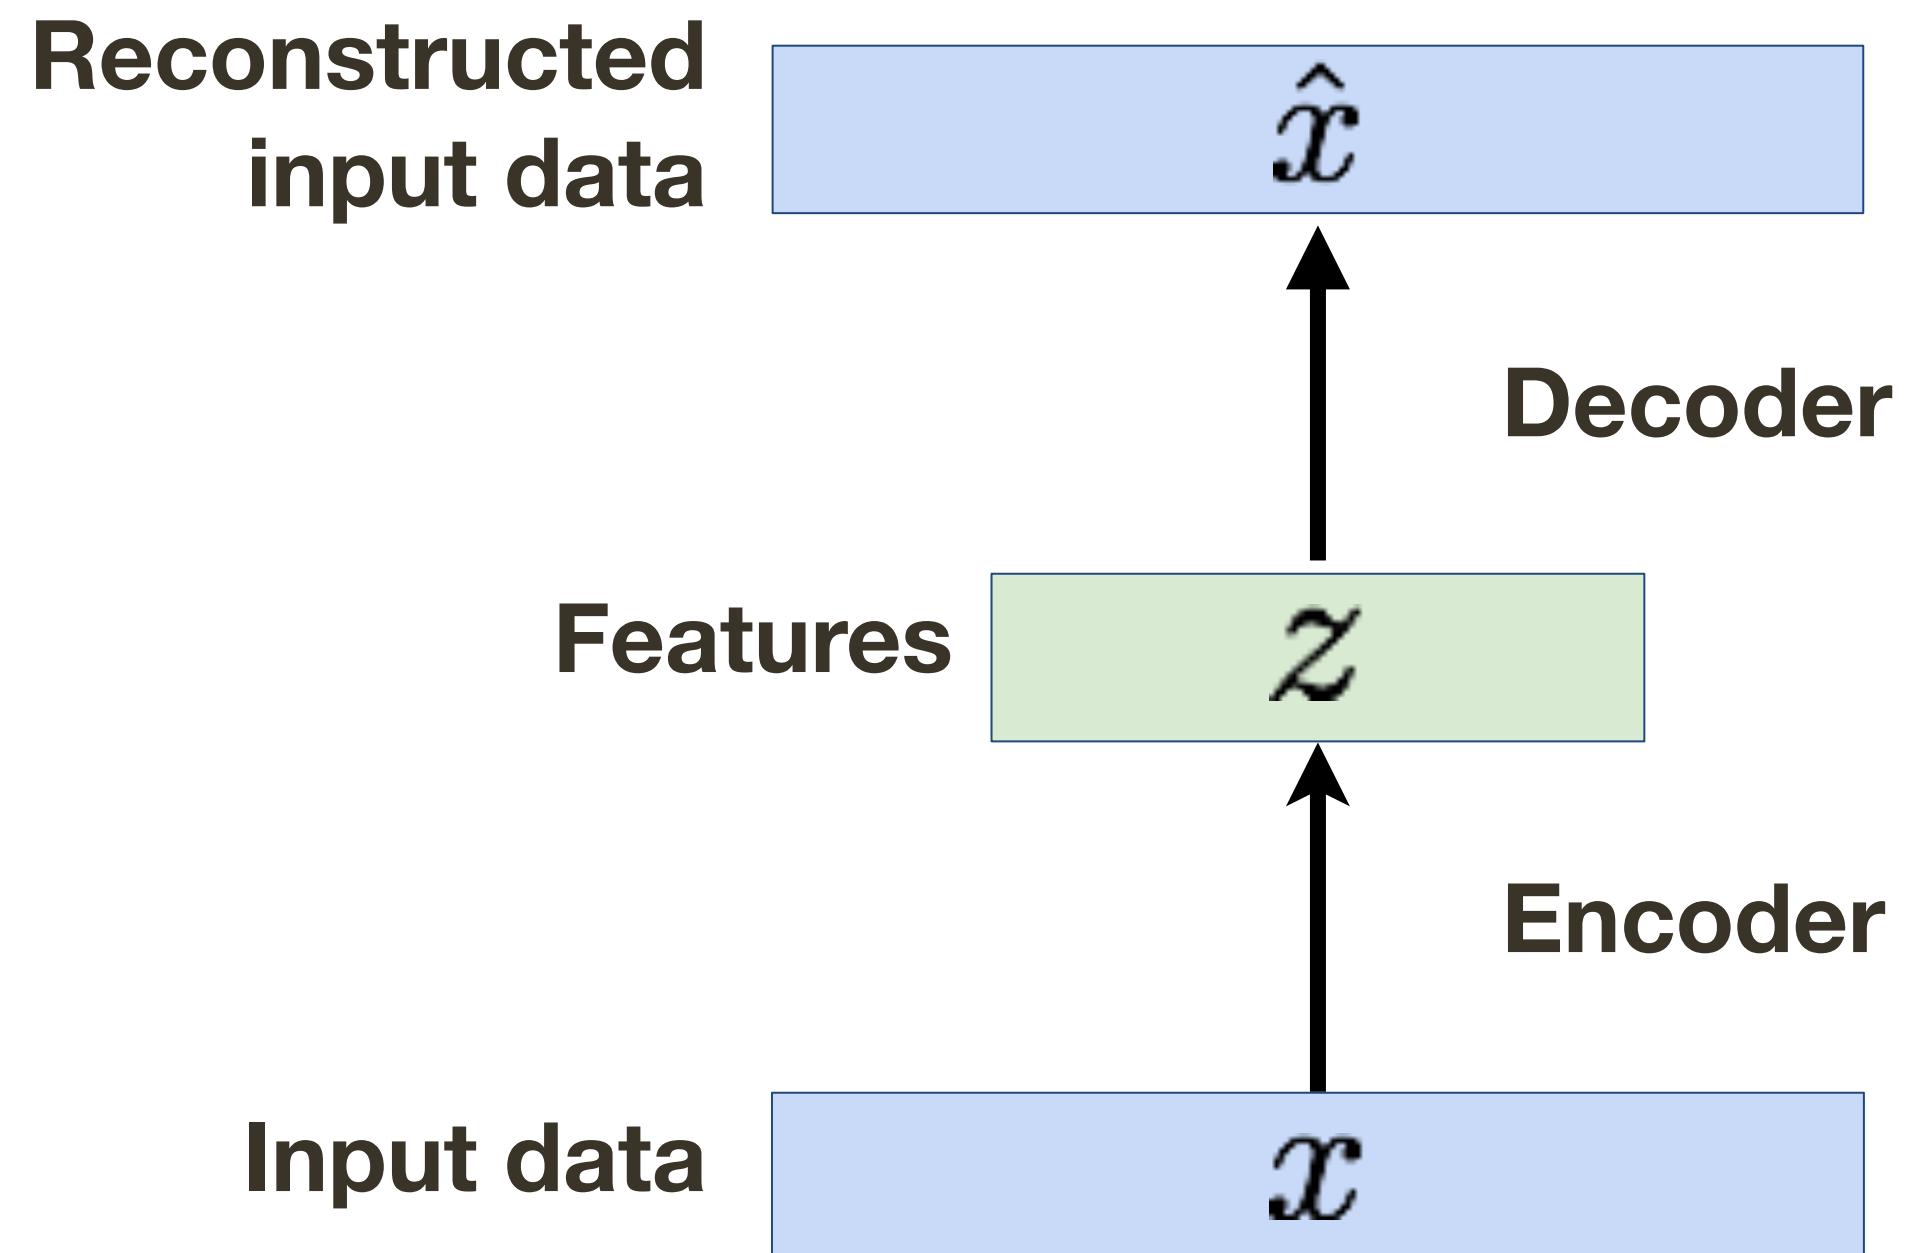 Reconstructed
input data
x̂
Decoder
Features
z
Encoder
Input data
x